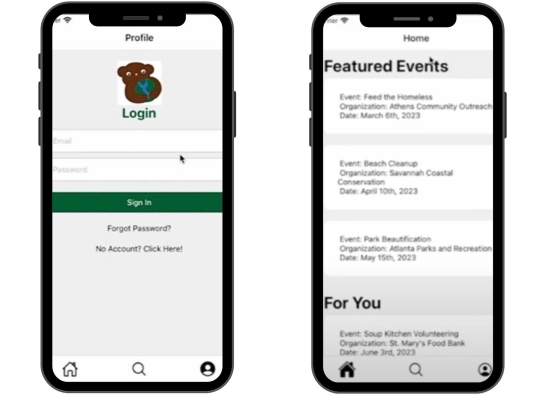 Profile
Login
Email
Password
Sign In
Forgot Password?
No Account? Click Here!
Home
Featured Events
Event: Feed the Homeless
Organization: Athens Community Outreach
Date: March 6th, 2023
Event: Beach Cleanup
Organization: Savannah Coastal
Conservation
Date: April 10th, 2023
Event: Park Beautification
Organization: Atlanta Parks and Recreation
Date: May 15th, 2023
For You
Event: Soup Kitchen Volunteering
Organization: St. Mary's Food Bank
Date: June 3rd, 2023